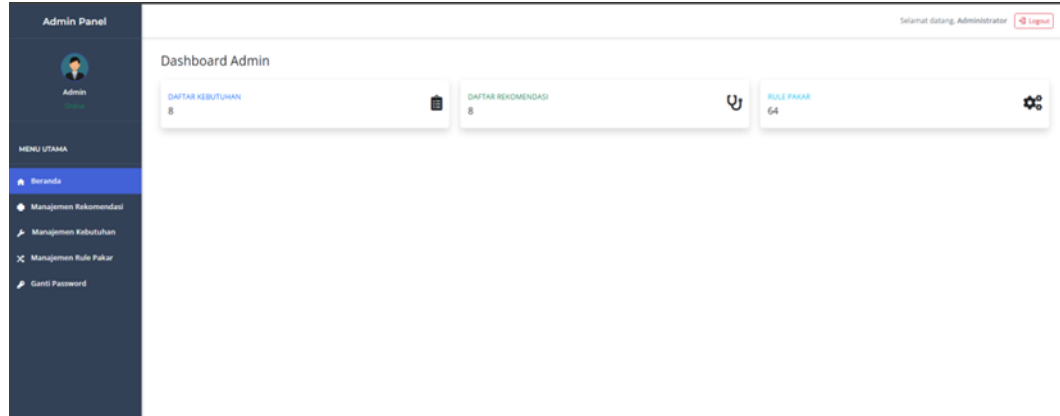 Admin Panel
Selamat datang, Administrator
Logout
Admin
Online
MENU UTAMA
Beranda
Manajemen Rekomendasi
Manajemen Kebutuhan
Manajemen Rule Pakar
Ganti Password
Dashboard Admin
DAFTAR KEBUTUHAN
8
DAFTAR REKOMENDASI
8
RULE PAKAR
64